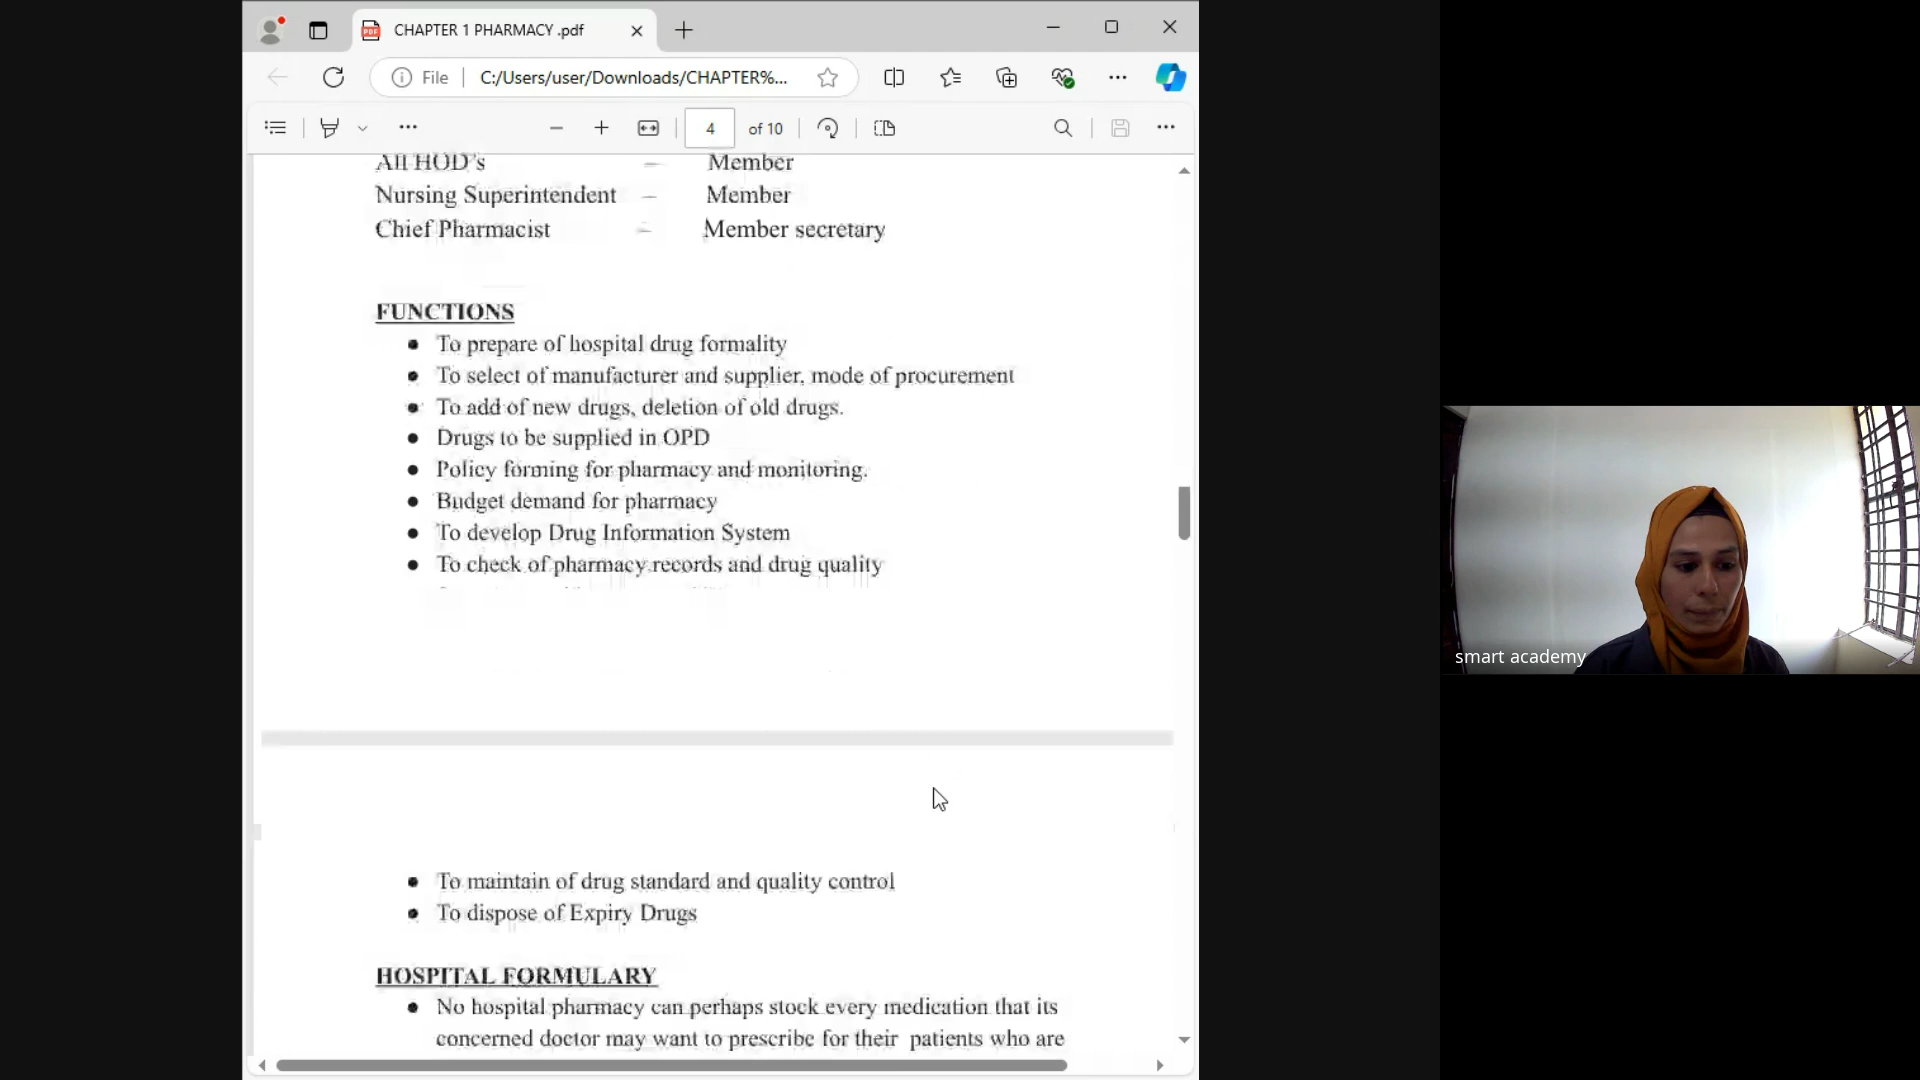 CHAPTER 1 PHARMACY .pdf
File
C:/Users/user/Downloads/CHAPTER%...
4 of 10
All HOD's – Member
Nursing Superintendent – Member
Chief Pharmacist – Member secretary
FUNCTIONS
• To prepare of hospital drug formality
• To select of manufacturer and supplier, mode of procurement
• To add of new drugs, deletion of old drugs.
• Drugs to be supplied in OPD
• Policy forming for pharmacy and monitoring.
• Budget demand for pharmacy
• To develop Drug Information System
• To check of pharmacy records and drug quality
• To maintain of drug standard and quality control
• To dispose of Expiry Drugs
HOSPITAL FORMULARY
• No hospital pharmacy can perhaps stock every medication that its
concerned doctor may want to prescribe for their patients who are
smart academy